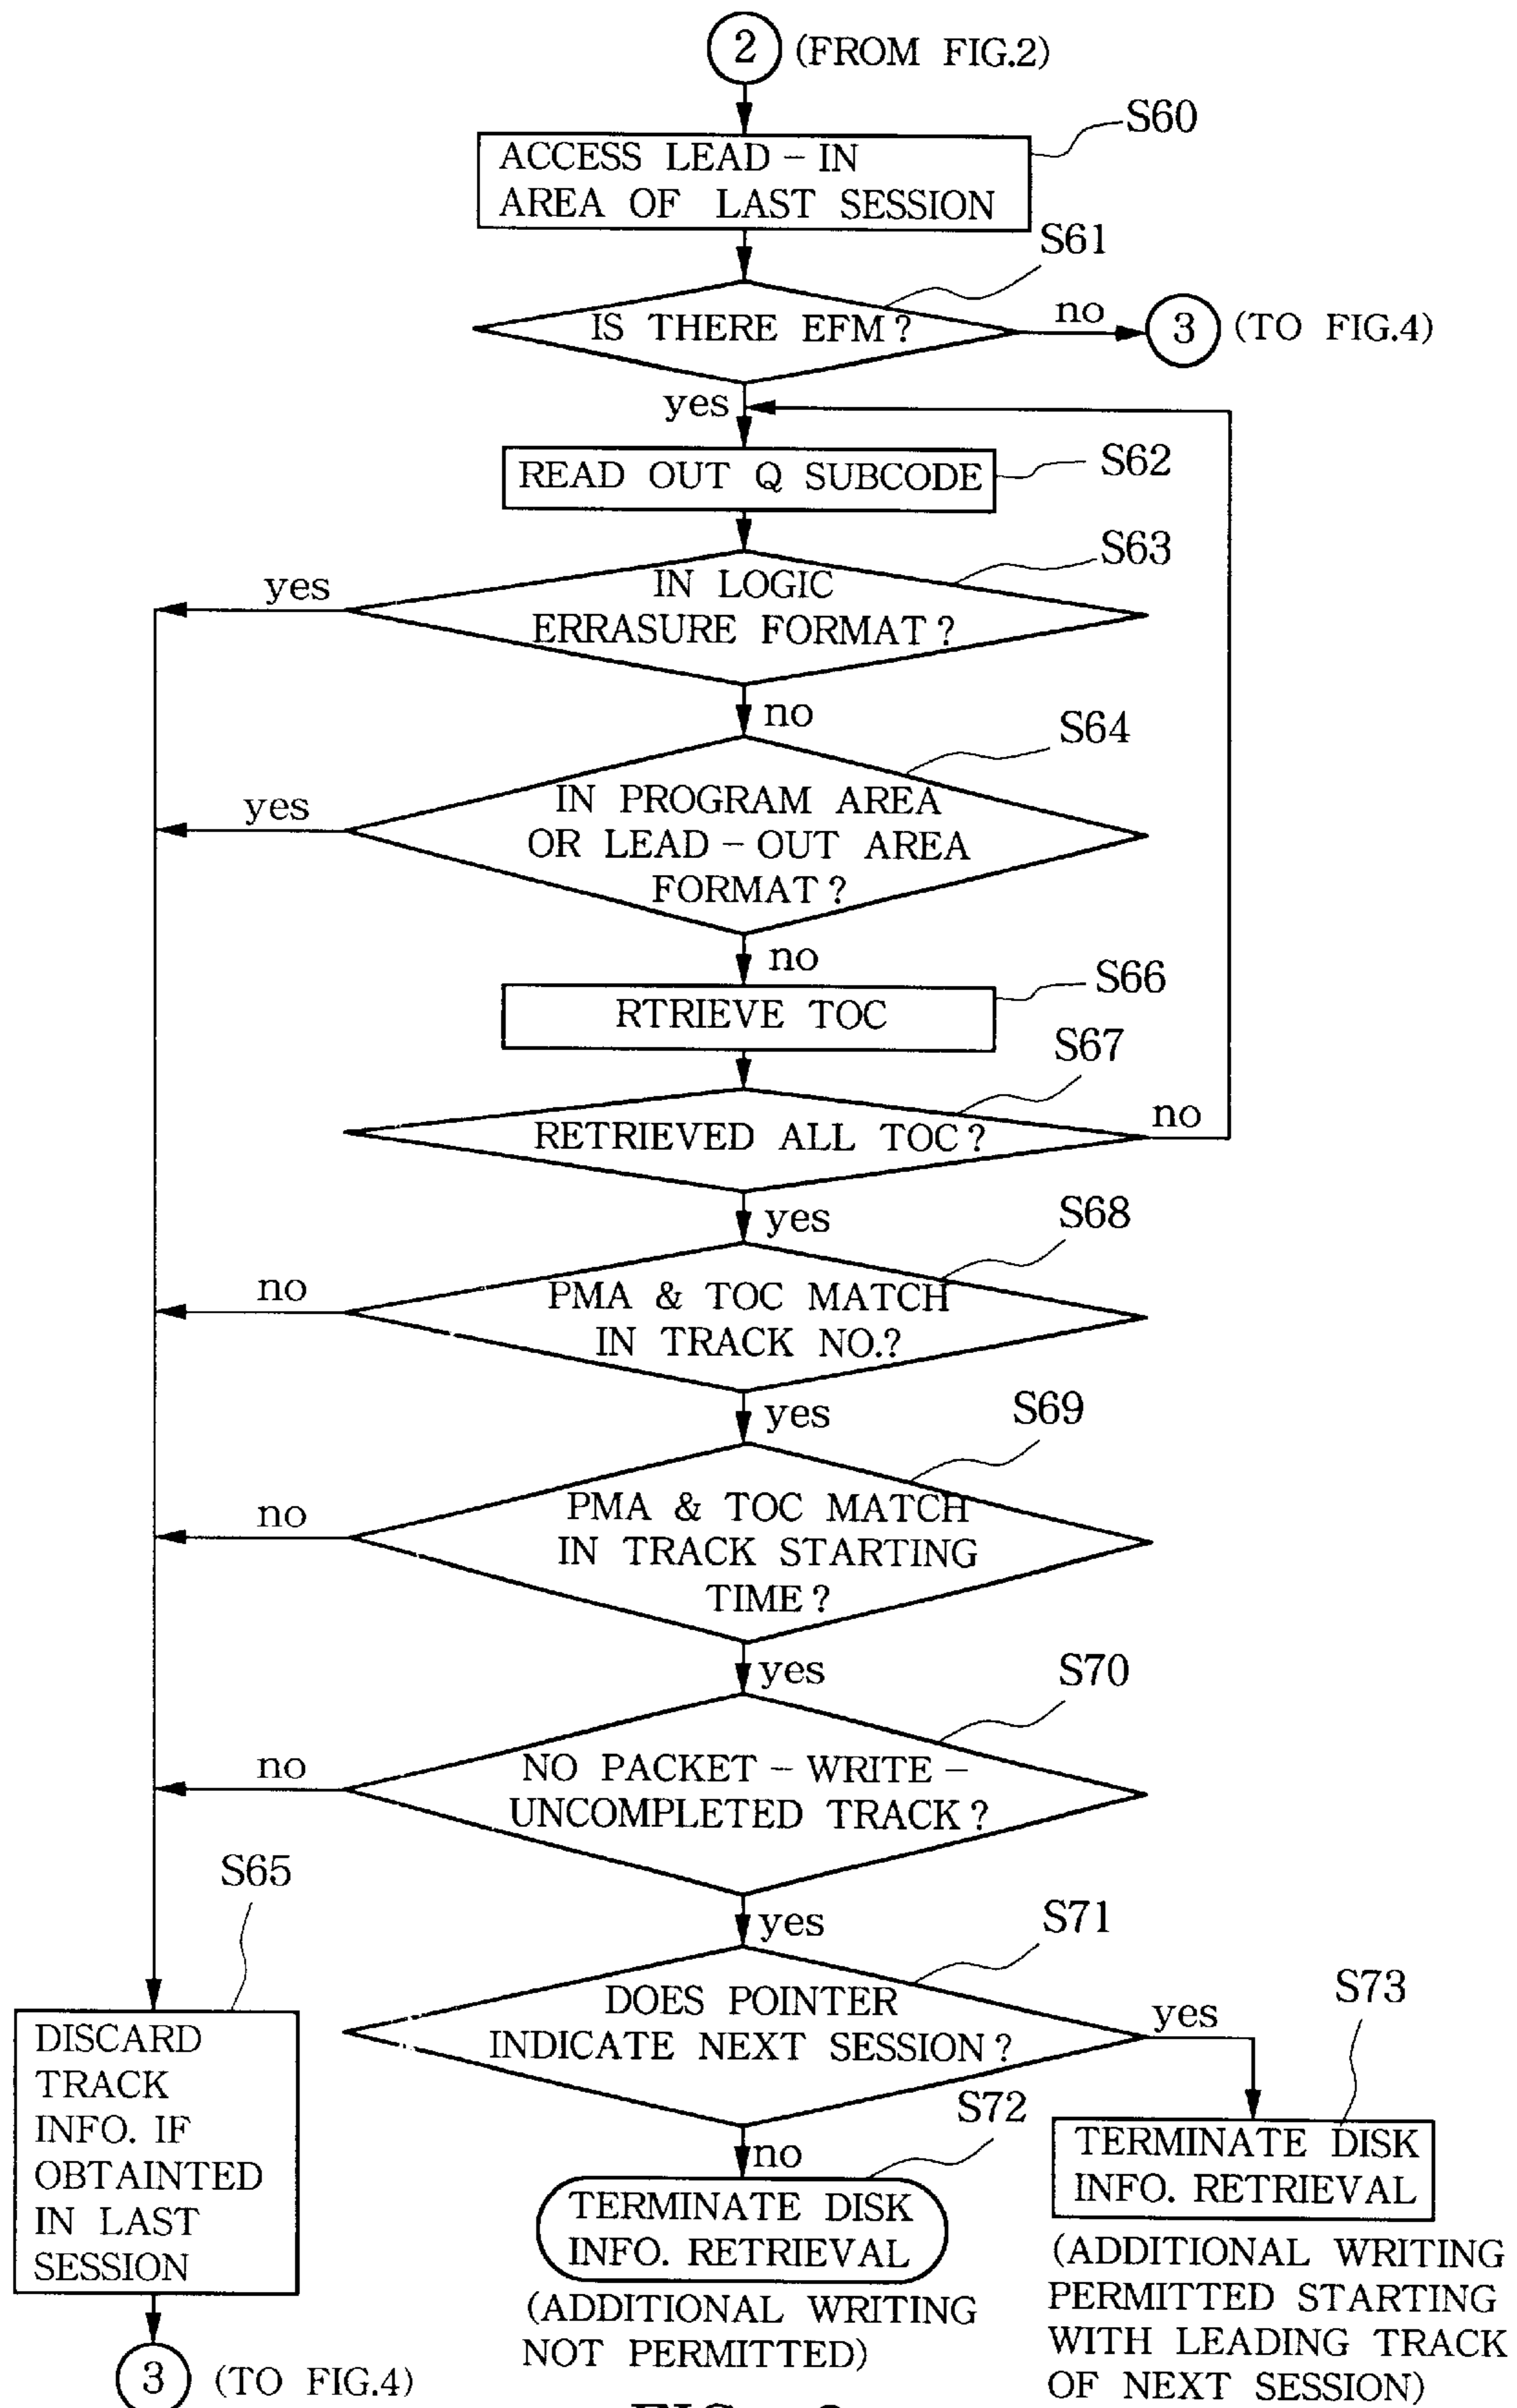 2 (FROM FIG.2)
S60
ACCESS LEAD-IN
AREA OF LAST SESSION
S61
IS THERE EFM?
no
3 (TO FIG.4)
yes
READ OUT Q SUBCODE
S62
S63
yes
IN LOGIC
ERRASURE FORMAT?
no
S64
yes
IN PROGRAM AREA
OR LEAD-OUT AREA
FORMAT?
no
S66
RTRIEVE TOC
S67
RETRIEVED ALL TOC?
no
yes
S68
no
PMA & TOC MATCH
IN TRACK NO.?
yes
S69
no
PMA & TOC MATCH
IN TRACK STARTING
TIME?
yes
S70
no
NO PACKET-WRITE-
UNCOMPLETED TRACK?
S65
yes
S71
DOES POINTER
INDICATE NEXT SESSION?
yes
S73
DISCARD
TRACK
INFO. IF
OBTAINTED
IN LAST
SESSION
3 (TO FIG.4)
no
S72
TERMINATE DISK
INFO. RETRIEVAL
(ADDITIONAL WRITING
NOT PERMITTED)
TERMINATE DISK
INFO. RETRIEVAL
(ADDITIONAL WRITING
PERMITTED STARTING
WITH LEADING TRACK
OF NEXT SESSION)